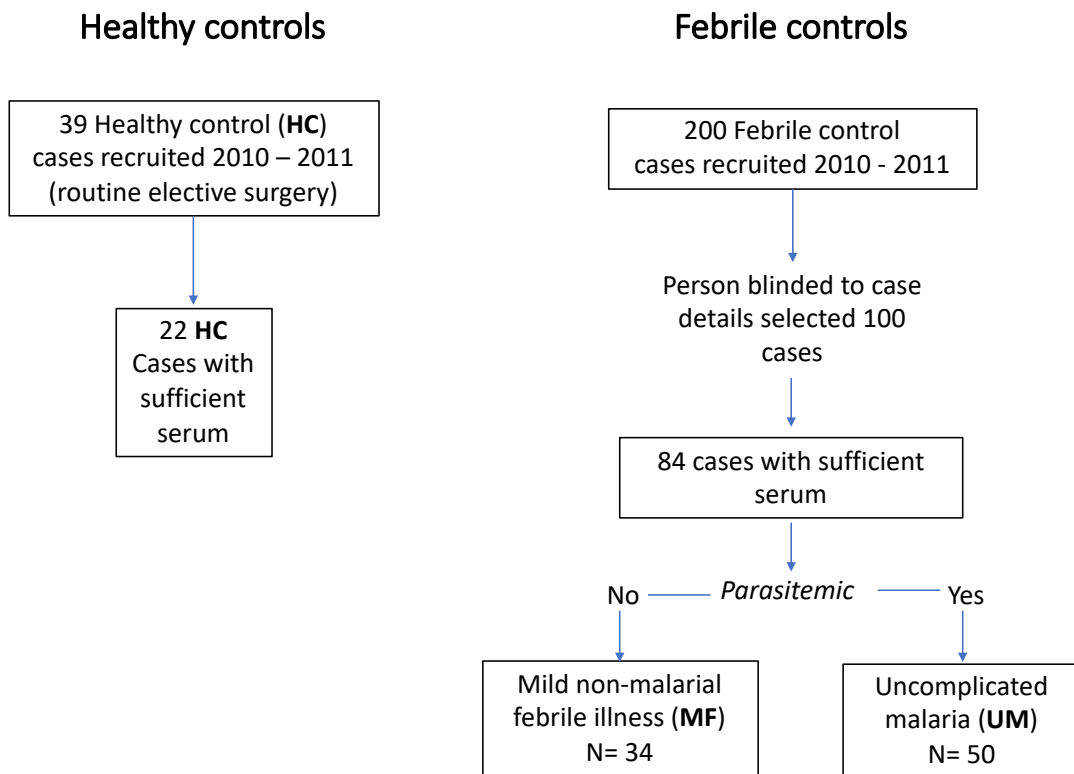 Healthy controls
39 Healthy control (HC)
cases recruited 2010 – 2011
(routine elective surgery)
22 HC
Cases with
sufficient
serum
Febrile controls
200 Febrile control
cases recruited 2010 - 2011
Person blinded to case
details selected 100
cases
84 cases with sufficient
serum
No
Parasitemic
Yes
Mild non-malarial
febrile illness (MF)
N= 34
Uncomplicated
malaria (UM)
N= 50